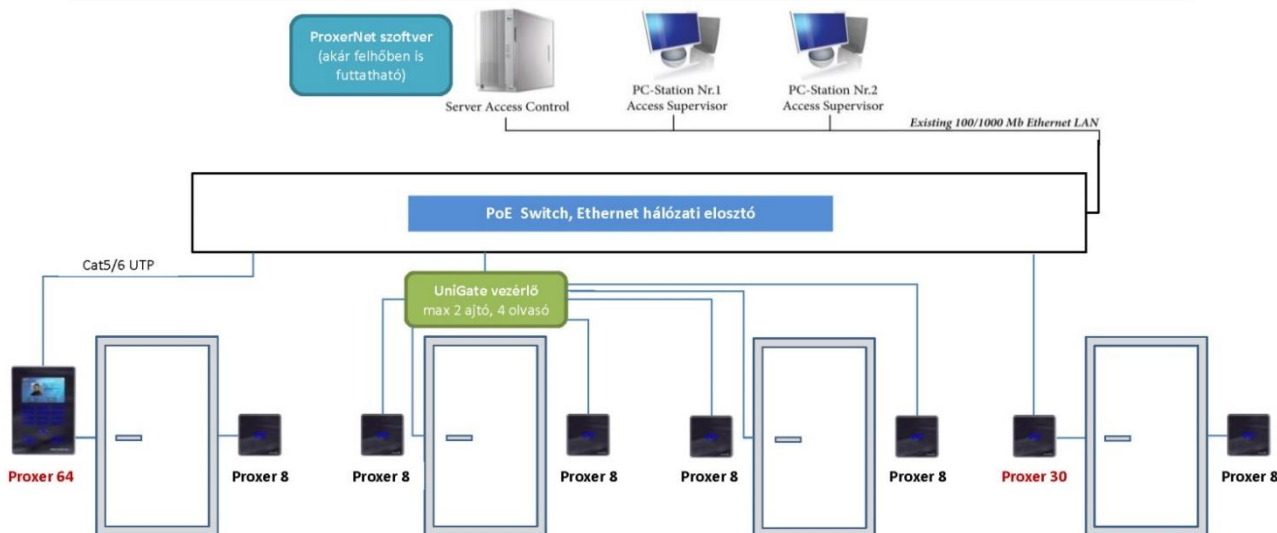 ProxerNet szoftver
(akár felhőben is
futtatható)
Server Access Control
PC-Station Nr.1
Access Supervisor
PC-Station Nr.2
Access Supervisor
Existing 100/1000 Mb Ethernet LAN
PoE Switch, Ethernet hálózati elosztó
Cat5/6 UTP
UniGate vezérlő
max 2 ajtó, 4 olvasó
Proxer 64
Proxer 8
Proxer 8
Proxer 8
Proxer 8
Proxer 8
Proxer 30
Proxer 8